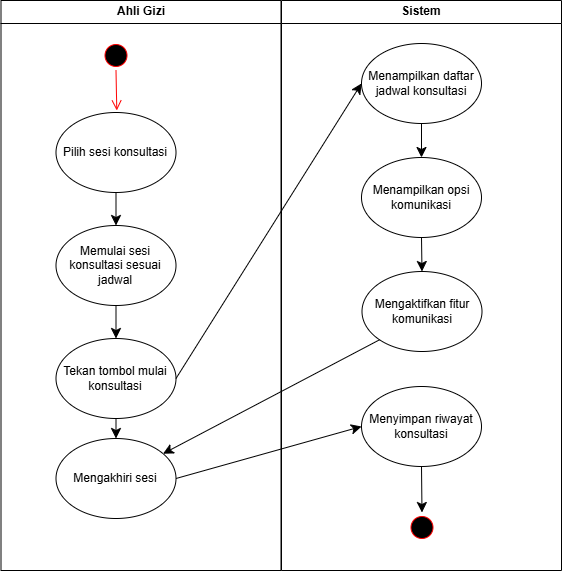 Ahli Gizi
Sistem
Pilih sesi konsultasi
Memulai sesi
konsultasi sesuai
jadwal
Tekan tombol mulai
konsultasi
Mengakhiri sesi
Menampilkan daftar
jadwal konsultasi
Menampilkan opsi
komunikasi
Mengaktifkan fitur
komunikasi
Menyimpan riwayat
konsultasi